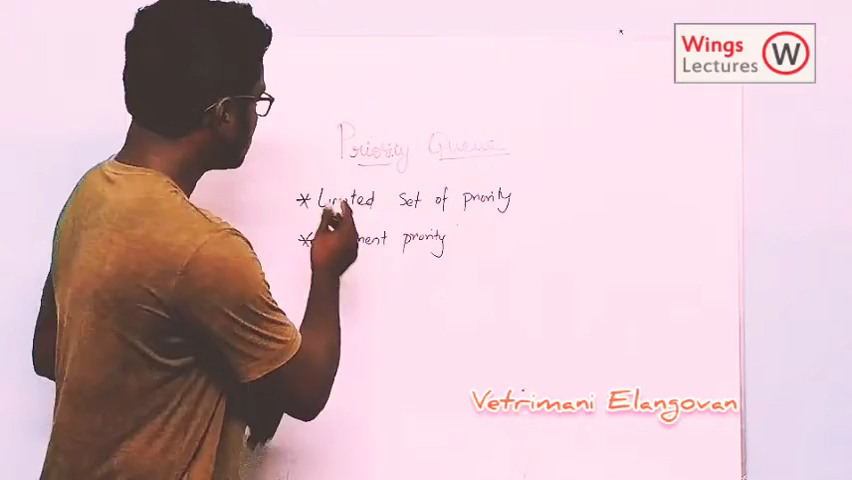 Wings
Lectures
W
Priority Queue
* Limited Set of priority
* priority
Vetrimani Elangovan